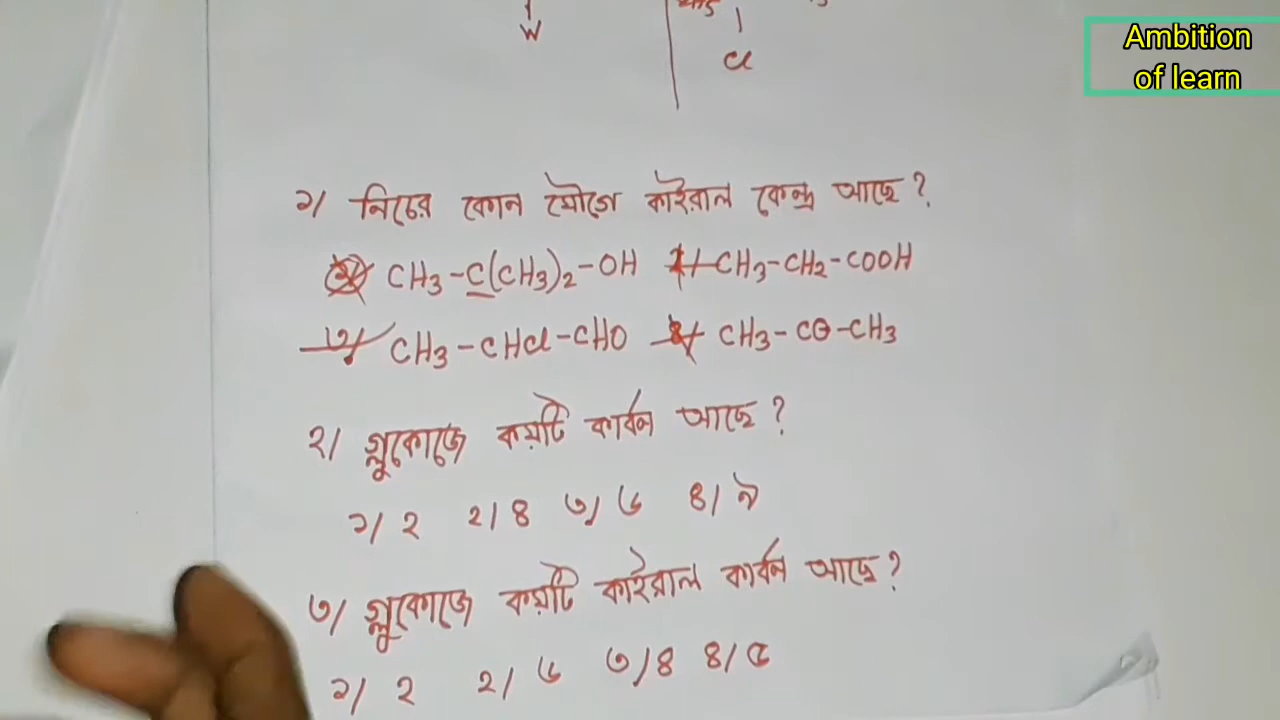 W
Cl
Ambition
of learn
১/ নিচের কোন যৌগে কাইরাল কেন্দ্র আছে?
১/ CH3-C(CH3)2-OH ২/ CH3-CH2-COOH
৩/ CH3-CHCl-CHO ৪/ CH3-CO-CH3
২/ গ্লুকোজে কয়টি কার্বন আছে?
১/ ২ ২/ ৪ ৩/ ৬ ৪/ ৯
৩/ গ্লুকোজে কয়টি কাইরাল কার্বন আছে?
১/ ২ ২/ ৬ ৩/ ৪ ৪/ ৫